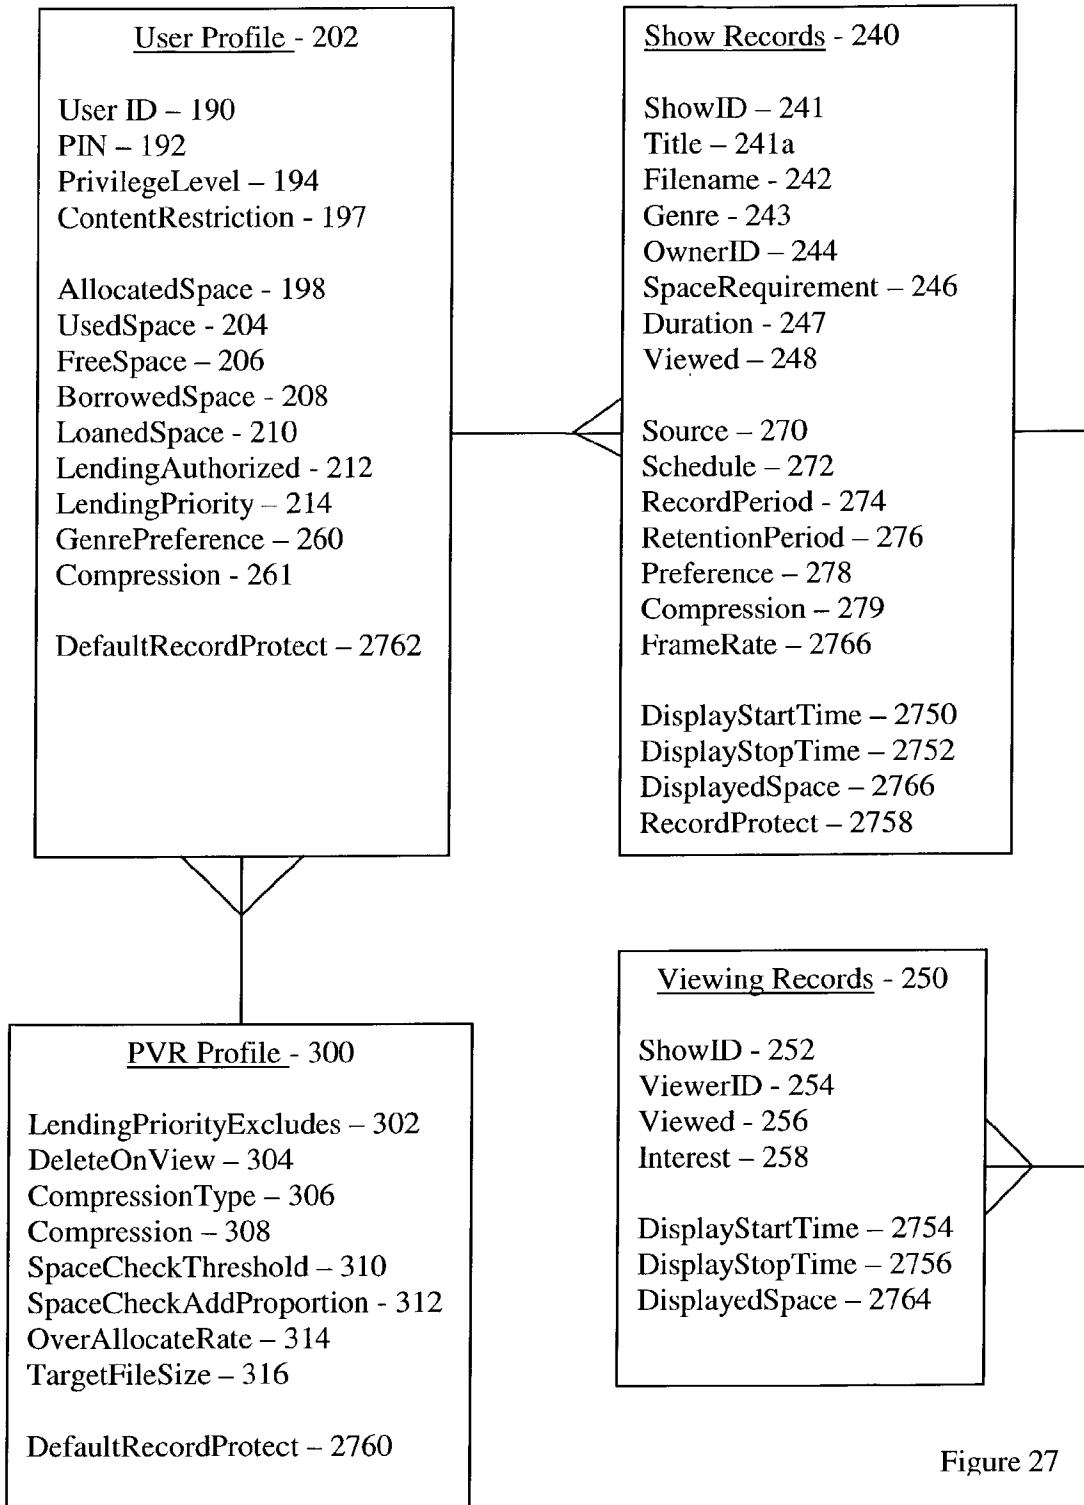 User Profile - 202
User ID – 190
PIN – 192
PrivilegeLevel – 194
ContentRestriction - 197
AllocatedSpace - 198
UsedSpace - 204
FreeSpace – 206
BorrowedSpace - 208
LoanedSpace - 210
LendingAuthorized - 212
LendingPriority – 214
GenrePreference – 260
Compression - 261
DefaultRecordProtect – 2762
Show Records - 240
ShowID – 241
Title – 241a
Filename - 242
Genre - 243
OwnerID – 244
SpaceRequirement – 246
Duration - 247
Viewed – 248
Source – 270
Schedule – 272
RecordPeriod - 274
RetentionPeriod – 276
Preference – 278
Compression – 279
FrameRate – 2766
DisplayStartTime – 2750
DisplayStopTime – 2752
DisplayedSpace – 2766
RecordProtect – 2758
PVR Profile - 300
LendingPriorityExcludes – 302
DeleteOnView – 304
CompressionType – 306
Compression – 308
SpaceCheckThreshold – 310
SpaceCheckAddProportion - 312
OverAllocateRate – 314
TargetFileSize – 316
DefaultRecordProtect – 2760
Viewing Records - 250
ShowID - 252
ViewerID – 254
Viewed - 256
Interest – 258
DisplayStartTime – 2754
DisplayStopTime – 2756
DisplayedSpace – 2764
Figure 27